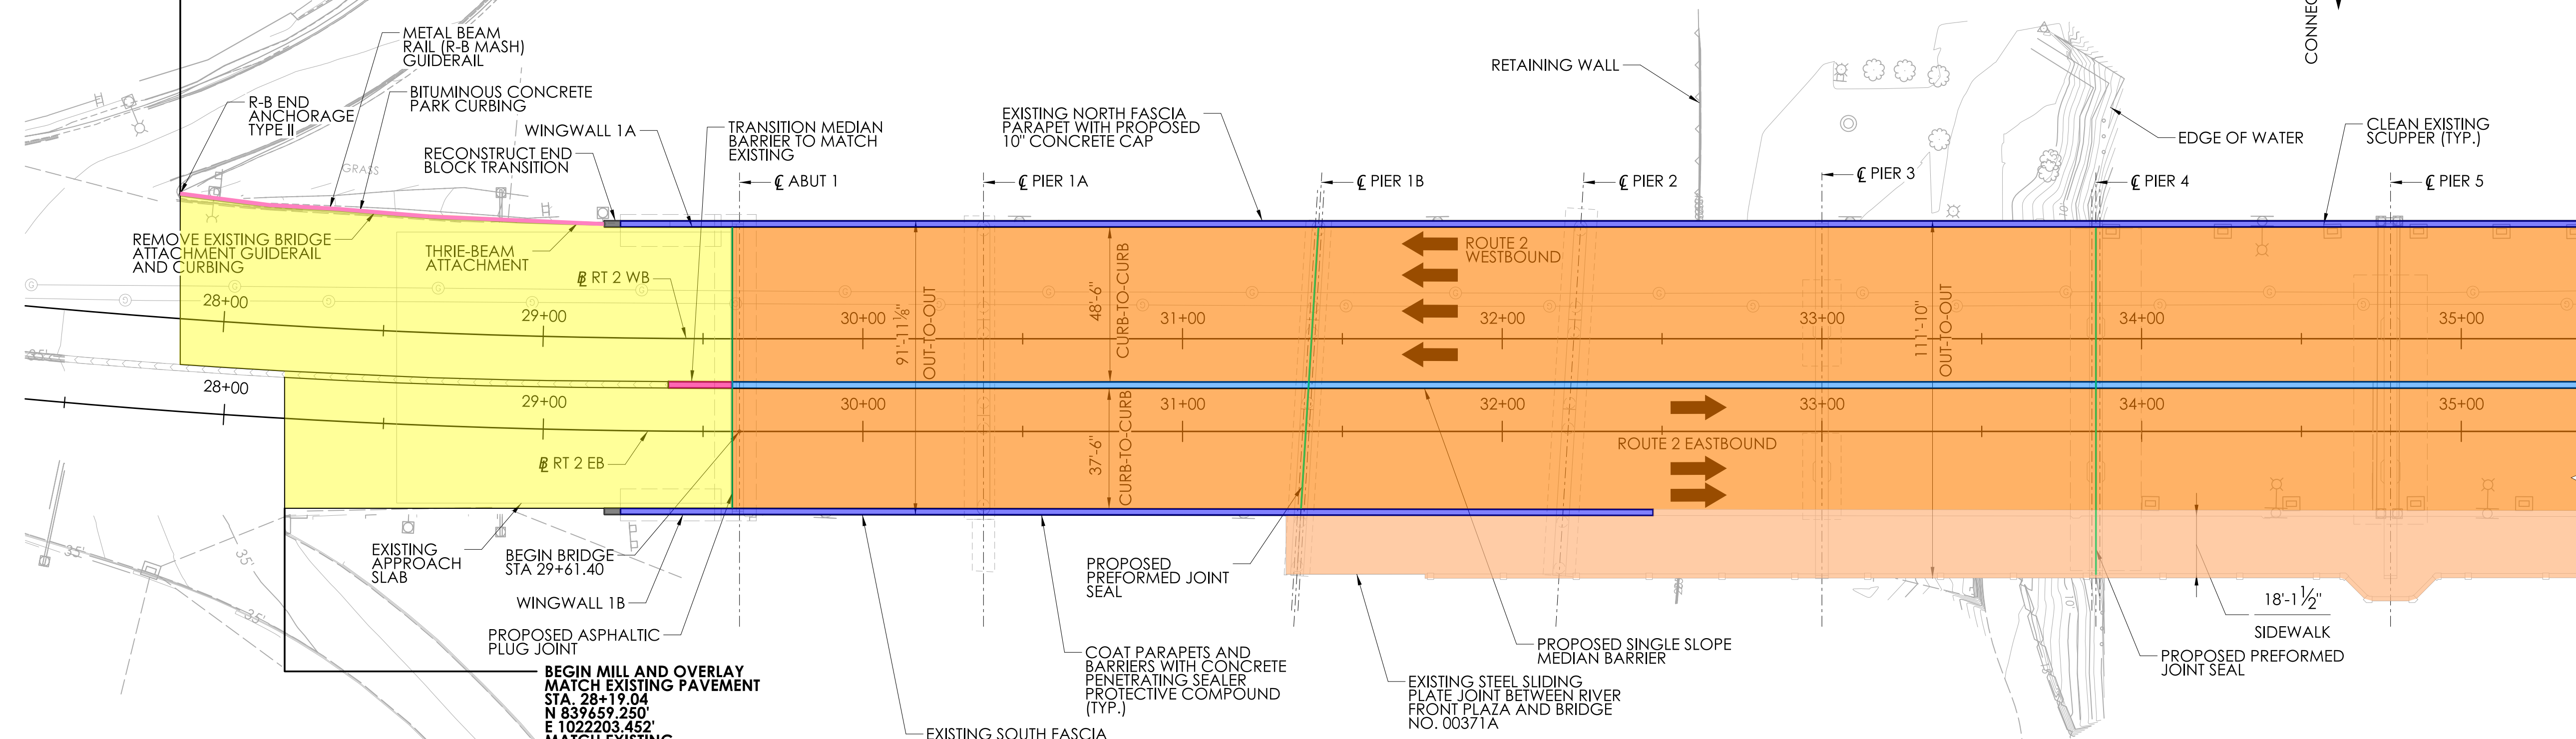 CONNEC
METAL BEAM
RAIL (R-B MASH)
GUIDERAIL
BITUMINOUS CONCRETE
PARK CURBING
R-B END
ANCHORAGE
TYPE II
WINGWALL 1A
RECONSTRUCT END
BLOCK TRANSITION
GRASS
TRANSITION MEDIAN
BARRIER TO MATCH
EXISTING
EXISTING NORTH FASCIA
PARAPET WITH PROPOSED
10" CONCRETE CAP
RETAINING WALL
EDGE OF WATER
CLEAN EXISTING
SCUPPER (TYP.)
℄ ABUT 1
℄ PIER 1A
℄ PIER 1B
℄ PIER 2
℄ PIER 3
℄ PIER 4
℄ PIER 5
REMOVE EXISTING BRIDGE
ATTACHMENT GUIDERAIL
AND CURBING
THRIE-BEAM
ATTACHMENT
BL RT 2 WB
ROUTE 2
WESTBOUND
28+00
29+00
30+00
31+00
32+00
33+00
34+00
35+00
91'-11⅛"
OUT-TO-OUT
48'-6"
CURB-TO-CURB
111'-10"
OUT-TO-OUT
28+00
29+00
30+00
31+00
32+00
33+00
34+00
35+00
37'-6"
CURB-TO-CURB
BL RT 2 EB
ROUTE 2 EASTBOUND
EXISTING
APPROACH
SLAB
BEGIN BRIDGE
STA 29+61.40
WINGWALL 1B
PROPOSED ASPHALTIC
PLUG JOINT
PROPOSED
PREFORMED JOINT
SEAL
COAT PARAPETS AND
BARRIERS WITH CONCRETE
PENETRATING SEALER
PROTECTIVE COMPOUND
(TYP.)
EXISTING STEEL SLIDING
PLATE JOINT BETWEEN RIVER
FRONT PLAZA AND BRIDGE
NO. 00371A
PROPOSED SINGLE SLOPE
MEDIAN BARRIER
18'-1½"
SIDEWALK
PROPOSED PREFORMED
JOINT SEAL
35'
35'
35'
35'
10'
10'
BEGIN MILL AND OVERLAY
MATCH EXISTING PAVEMENT
STA. 28+19.04
N 839659.250'
E 1022203.452'
MATCH EXISTING
EXISTING SOUTH FASCIA